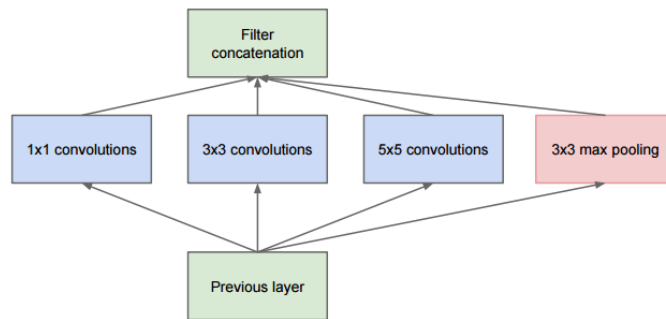 Filter
concatenation
1x1 convolutions
3x3 convolutions
5x5 convolutions
3x3 max pooling
Previous layer